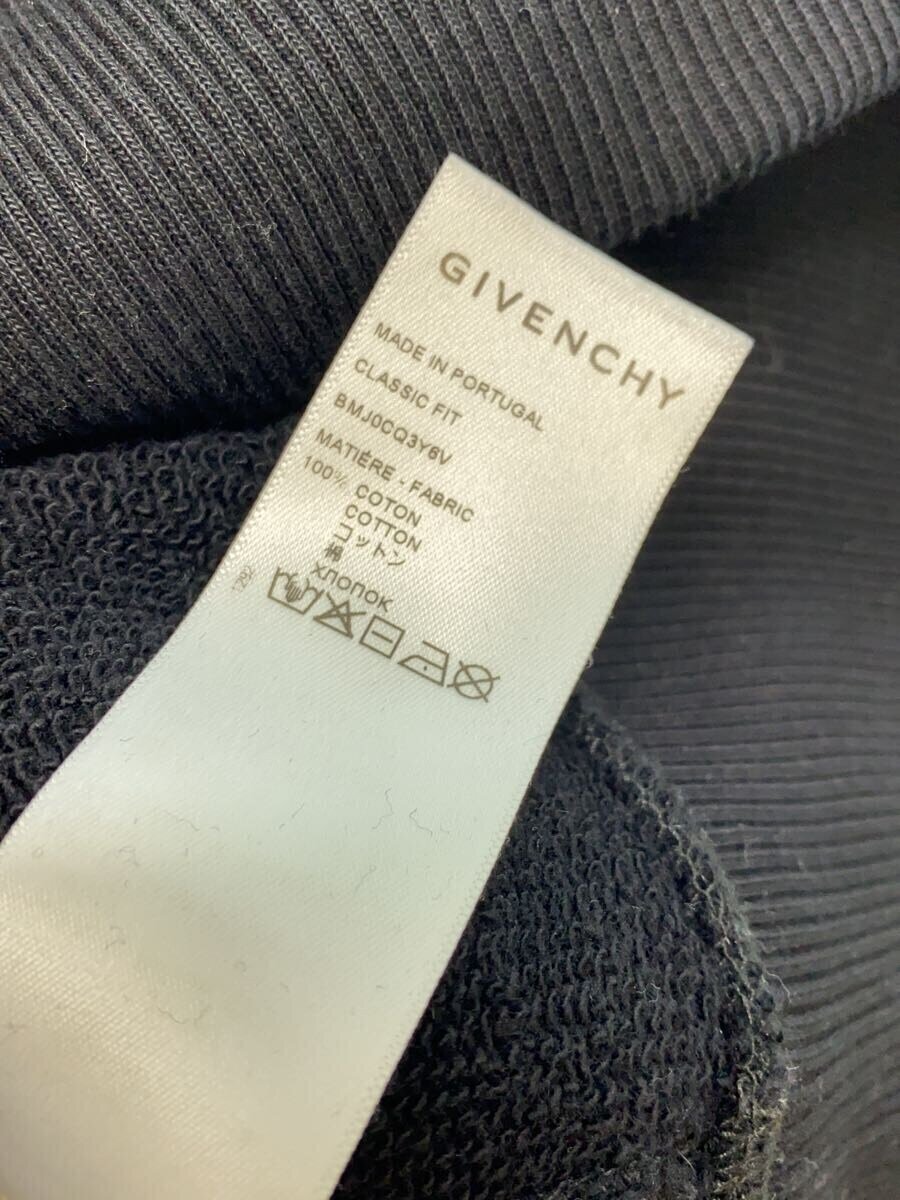 GIVENCHY
MADE IN PORTUGAL
CLASSIC FIT
BMJ0CQ3Y6V
MATIÈRE - FABRIC
100% COTON
COTTON
コットン
棉
ХЛОПОК